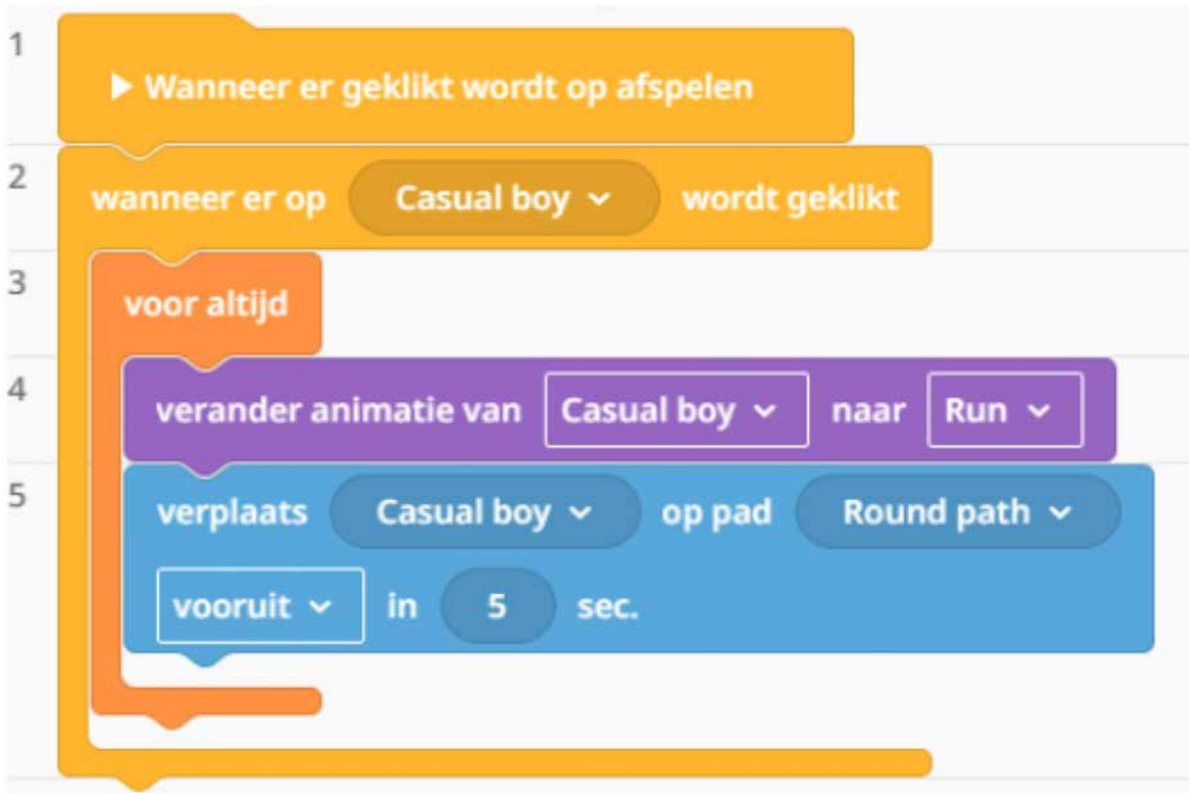 1
Wanneer er geklikt wordt op afspelen
2
wanneer er op Casual boy wordt geklikt
3
voor altijd
4
verander animatie van Casual boy naar Run
5
verplaats Casual boy op pad Round path
vooruit in 5 sec.